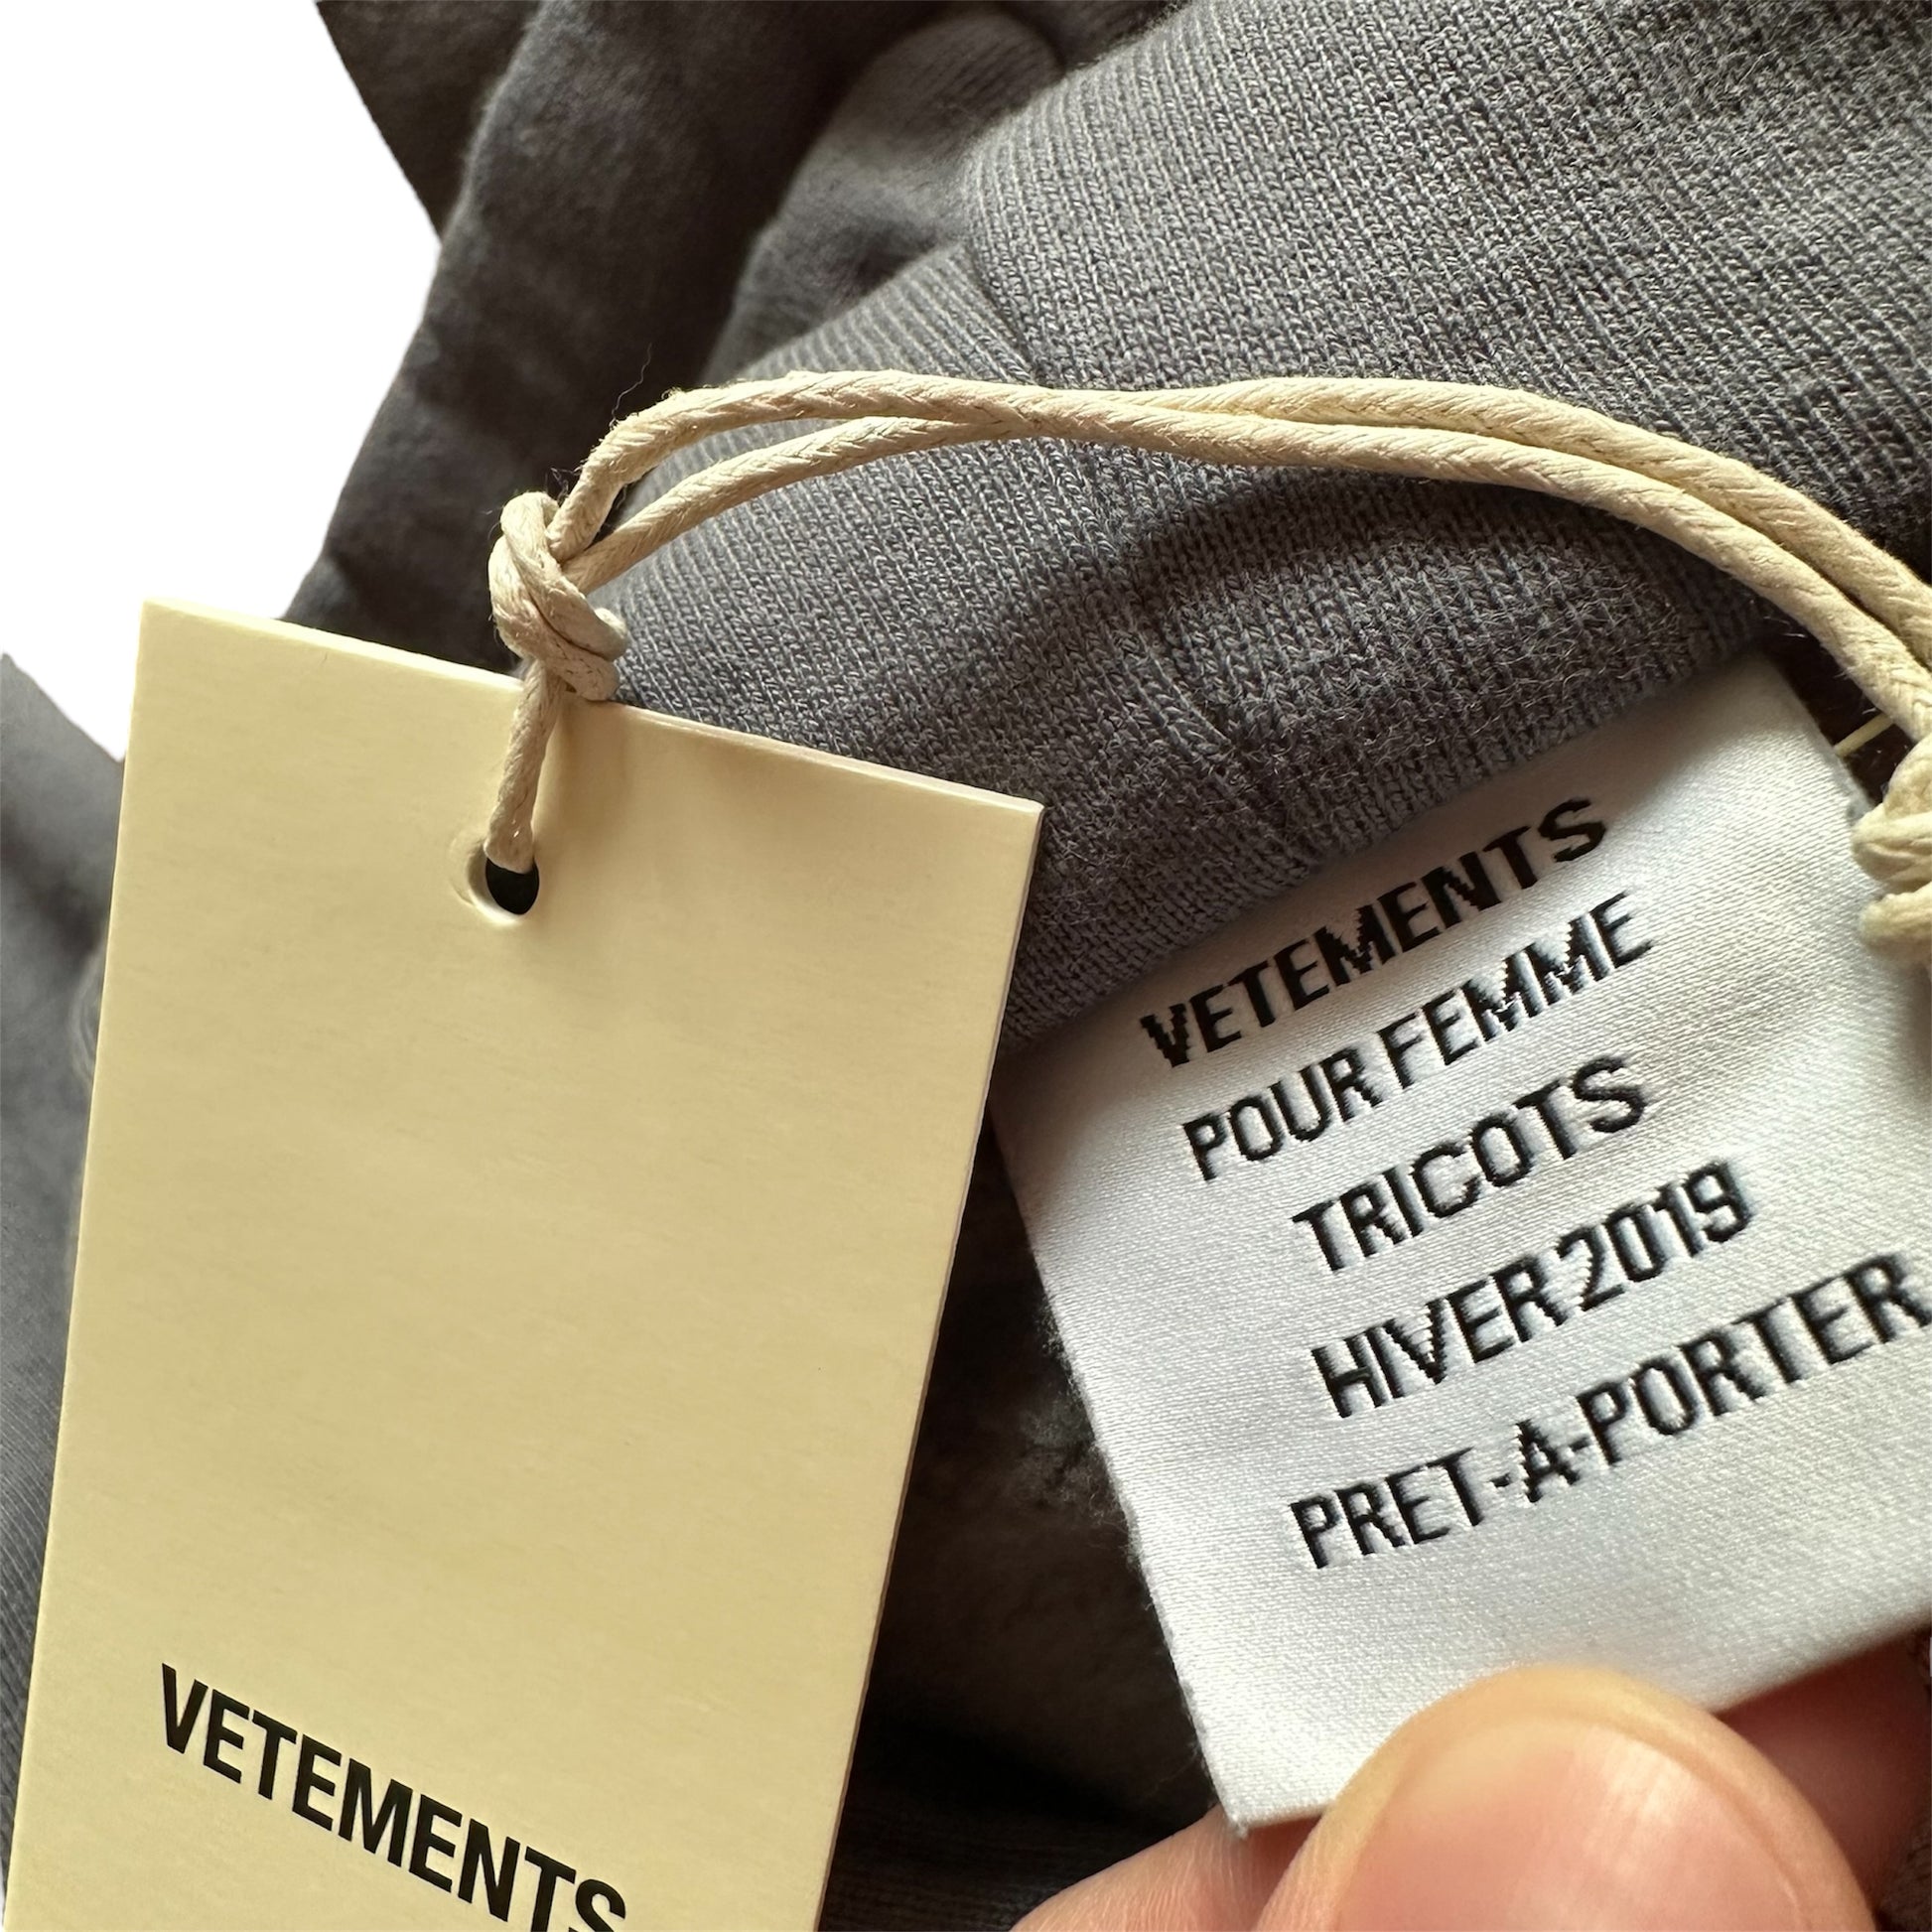 VETEMENTS
VETEMENTS
POUR FEMME
TRICOTS
HIVER 2019
PRET-A-PORTER